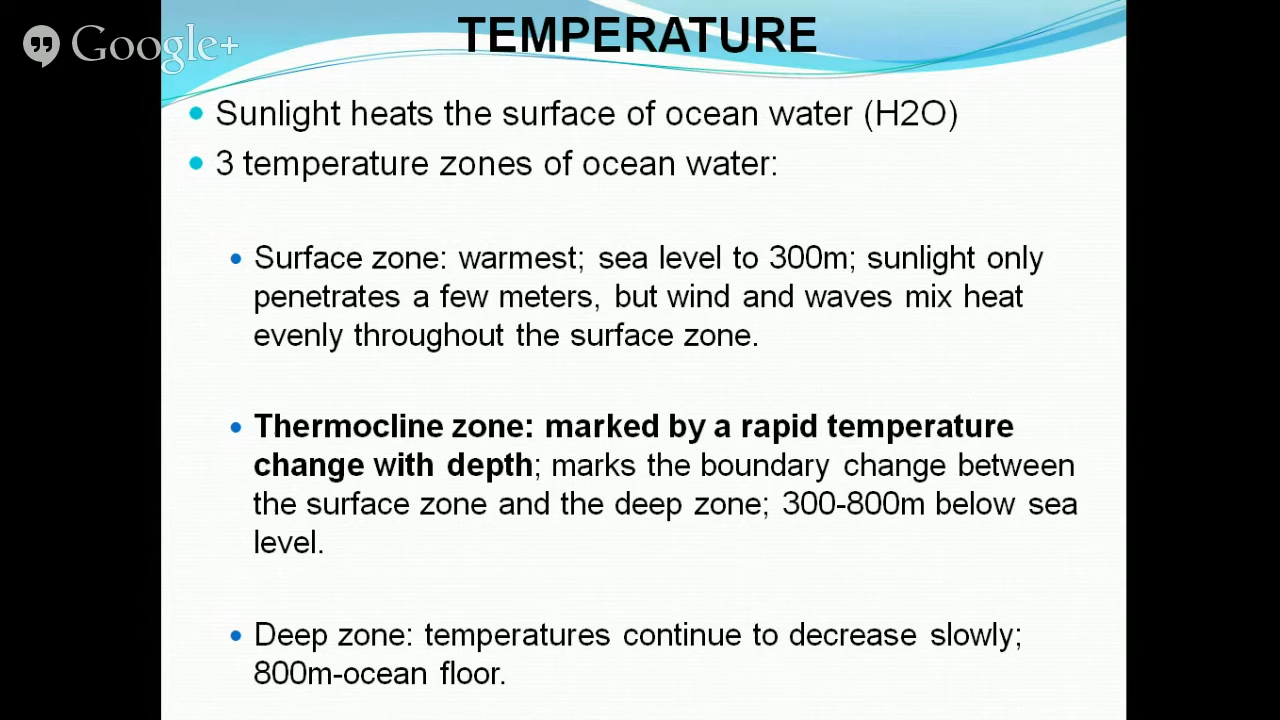 TEMPERATURE
Google+
Sunlight heats the surface of ocean water (H2O)
3 temperature zones of ocean water:
Surface zone: warmest; sea level to 300m; sunlight only
penetrates a few meters, but wind and waves mix heat
evenly throughout the surface zone.
Thermocline zone: marked by a rapid temperature
change with depth; marks the boundary change between
the surface zone and the deep zone; 300-800m below sea
level.
Deep zone: temperatures continue to decrease slowly;
800m-ocean floor.